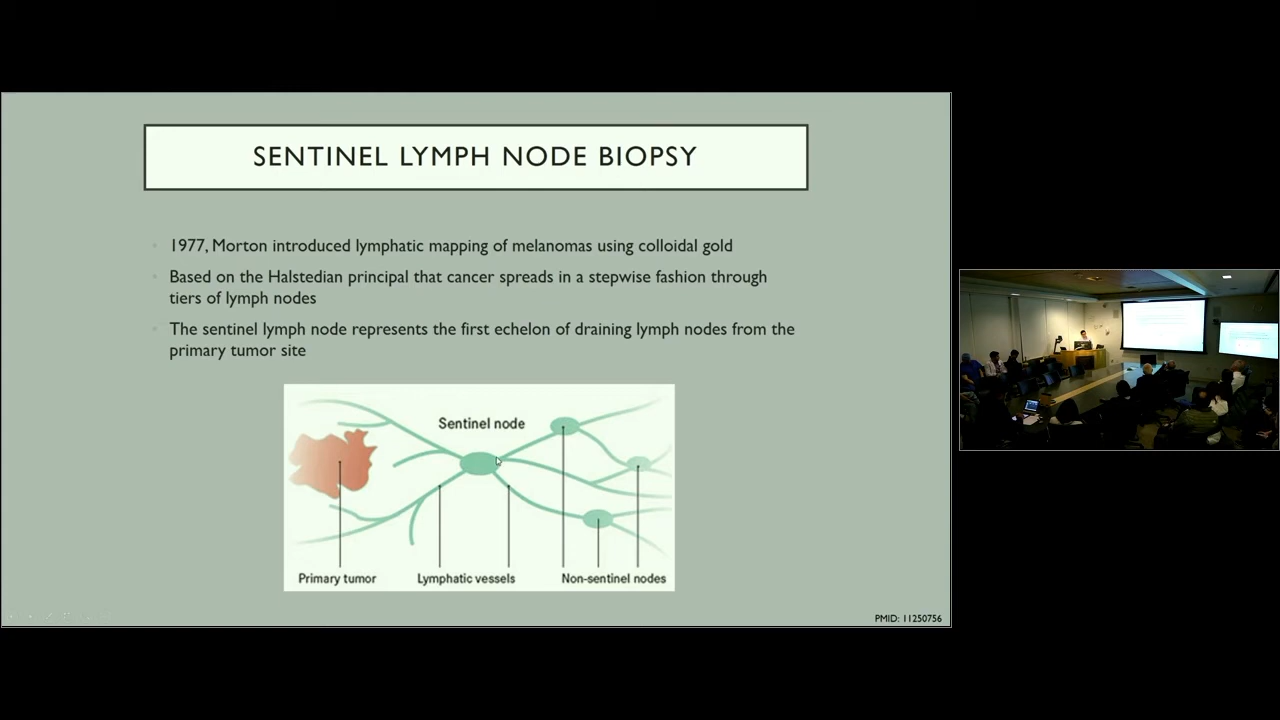 SENTINEL LYMPH NODE BIOPSY
1977, Morton introduced lymphatic mapping of melanomas using colloidal gold
Based on the Halstedian principal that cancer spreads in a stepwise fashion through
tiers of lymph nodes
The sentinel lymph node represents the first echelon of draining lymph nodes from the
primary tumor site
Sentinel node
Primary tumor
Lymphatic vessels
Non-sentinel nodes
PMID: 11250756